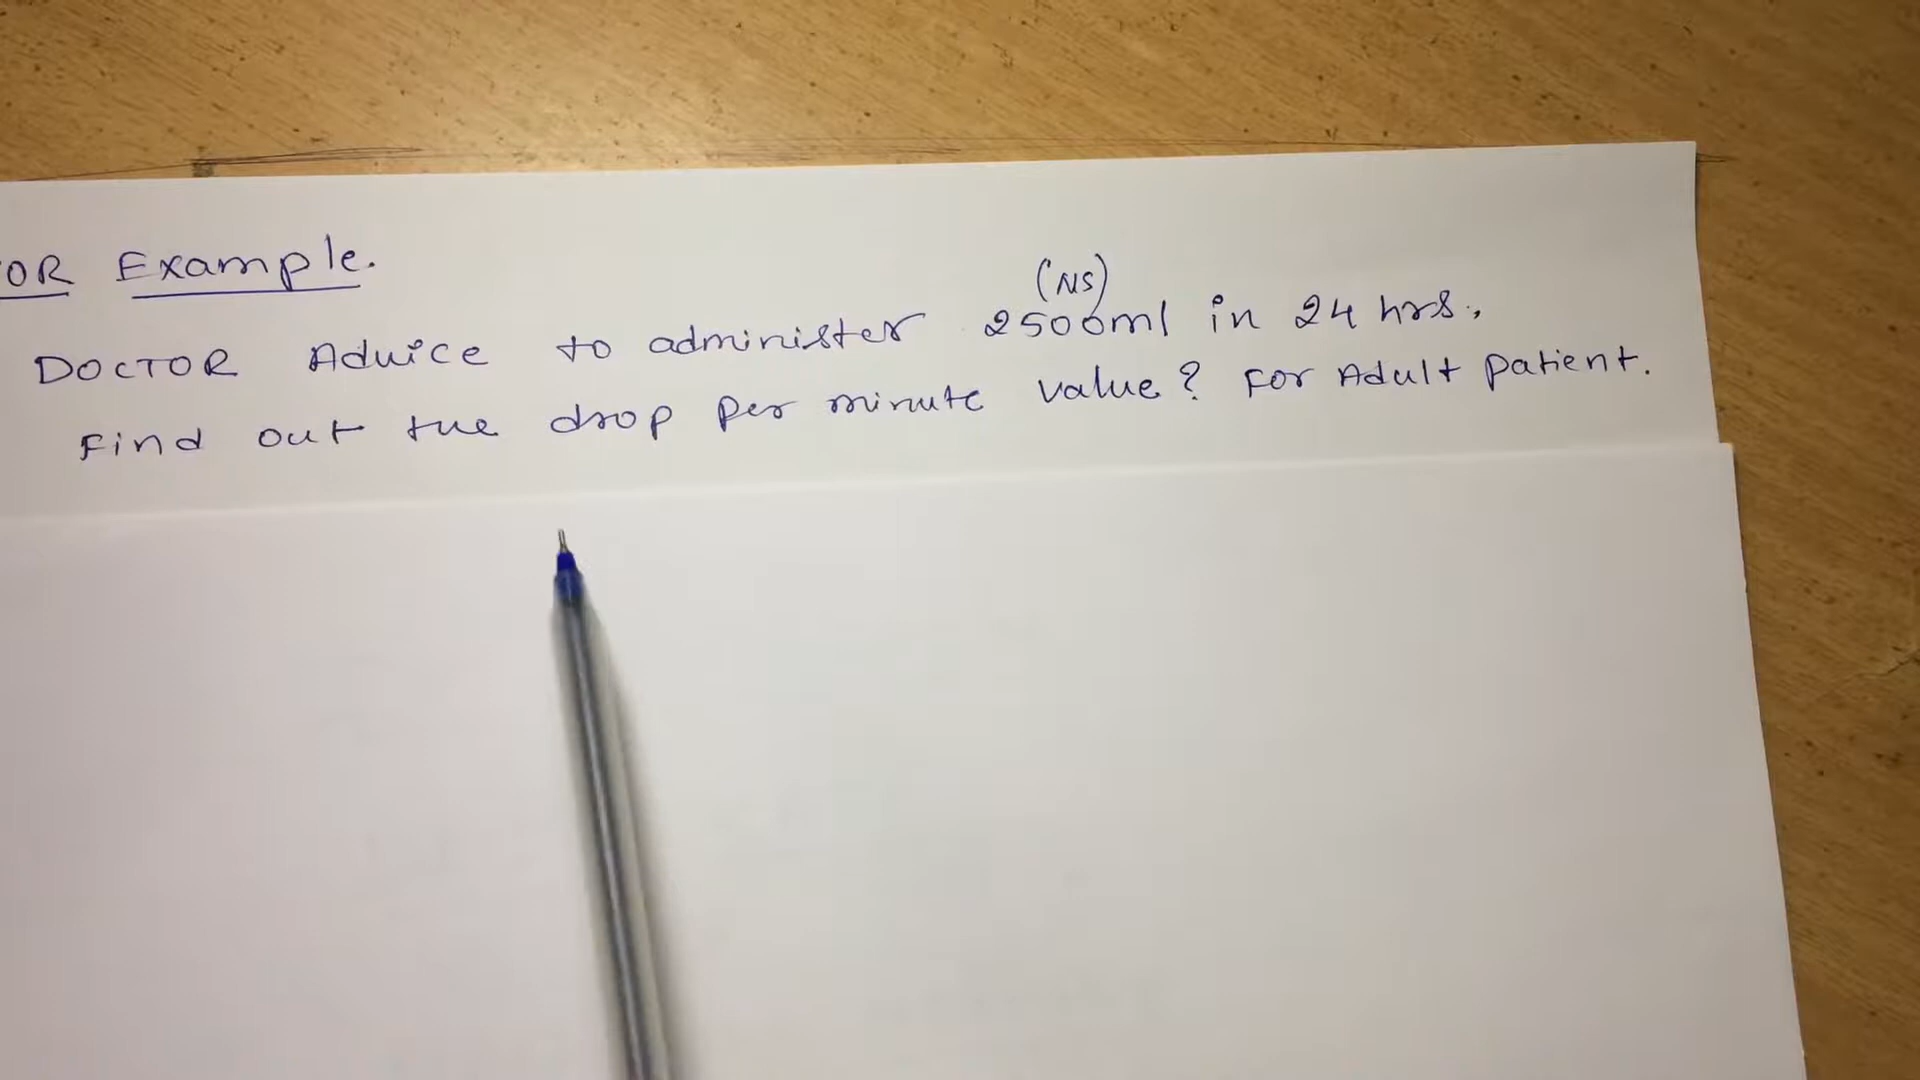 OR Example.
(NS)
DOCTOR Advice to administer 2500ml in 24 hrs.
Find out the drop per minute value? For Adult patient.